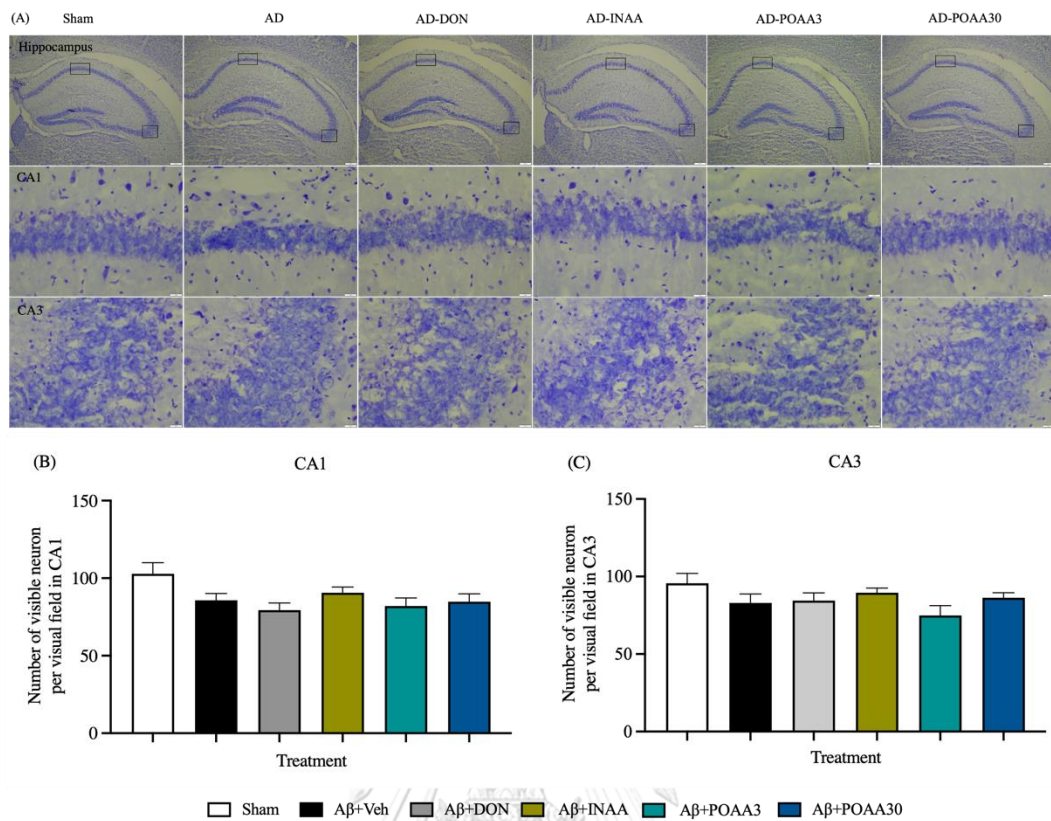 (A)
Sham AD AD-DON AD-INAA AD-POAA3 AD-POAA30
Hippocampus
CA1
CA3
(B)
CA1
Number of visible neuron
per visual field in CA1
150
100
50
0
Treatment
(C)
CA3
Number of visible neuron
per visual field in CA3
150
100
50
0
Treatment
Sham Aβ+Veh Aβ+DON Aβ+INAA Aβ+POAA3 Aβ+POAA30